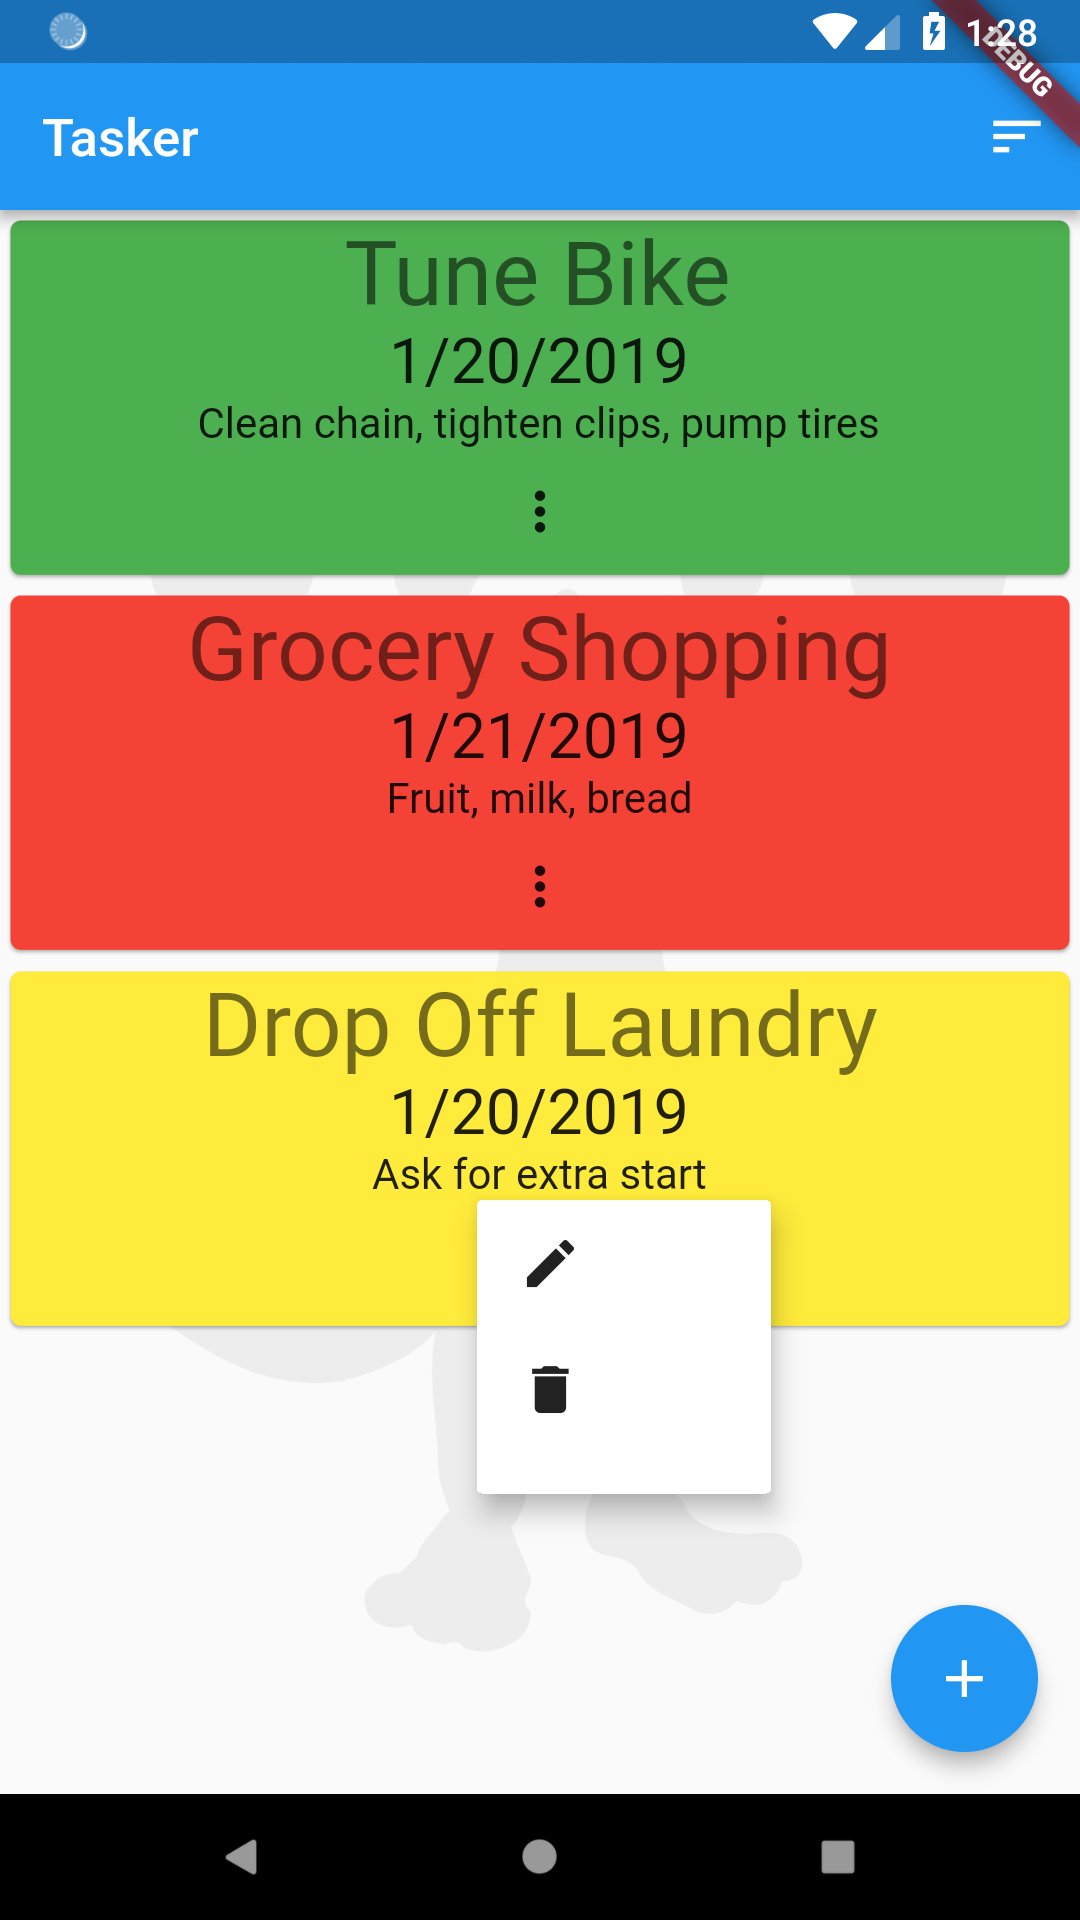 1:28
DEBUG
Tasker
Tune Bike
1/20/2019
Clean chain, tighten clips, pump tires
Grocery Shopping
1/21/2019
Fruit, milk, bread
Drop Off Laundry
1/20/2019
Ask for extra start